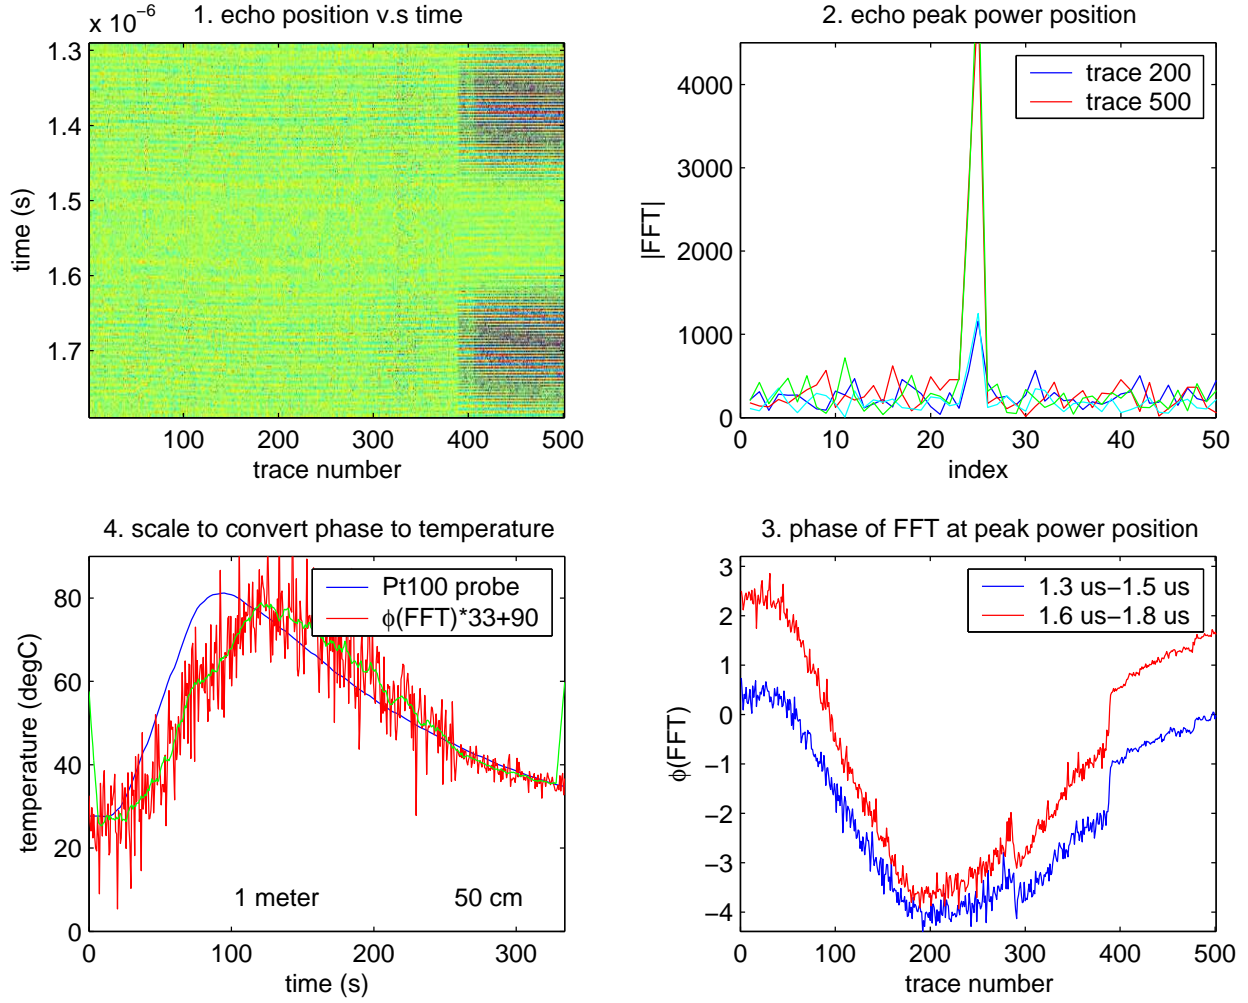 1. echo position v.s time
x 10⁻⁶
1.3
1.4
1.5
1.6
1.7
time (s)
100 200 300 400 500
trace number
2. echo peak power position
trace 200
trace 500
4000
3000
2000
1000
0
|FFT|
0 10 20 30 40 50
index
4. scale to convert phase to temperature
Pt100 probe
ϕ(FFT)*33+90
80
60
40
20
0
temperature (degC)
1 meter 50 cm
0 100 200 300
time (s)
3. phase of FFT at peak power position
1.3 us−1.5 us
1.6 us−1.8 us
3
2
1
0
−1
−2
−3
−4
ϕ(FFT)
0 100 200 300 400 500
trace number